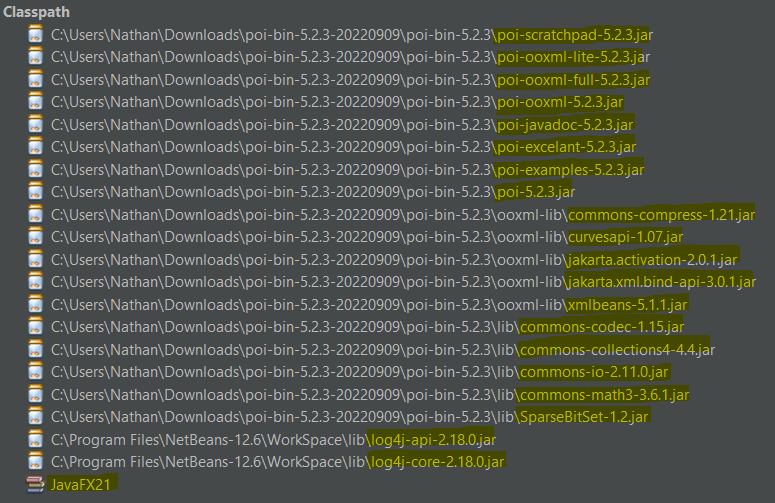 Classpath
C:\Users\Nathan\Downloads\poi-bin-5.2.3-20220909\poi-bin-5.2.3\poi-scratchpad-5.2.3.jar
C:\Users\Nathan\Downloads\poi-bin-5.2.3-20220909\poi-bin-5.2.3\poi-ooxml-lite-5.2.3.jar
C:\Users\Nathan\Downloads\poi-bin-5.2.3-20220909\poi-bin-5.2.3\poi-ooxml-full-5.2.3.jar
C:\Users\Nathan\Downloads\poi-bin-5.2.3-20220909\poi-bin-5.2.3\poi-ooxml-5.2.3.jar
C:\Users\Nathan\Downloads\poi-bin-5.2.3-20220909\poi-bin-5.2.3\poi-javadoc-5.2.3.jar
C:\Users\Nathan\Downloads\poi-bin-5.2.3-20220909\poi-bin-5.2.3\poi-excelant-5.2.3.jar
C:\Users\Nathan\Downloads\poi-bin-5.2.3-20220909\poi-bin-5.2.3\poi-examples-5.2.3.jar
C:\Users\Nathan\Downloads\poi-bin-5.2.3-20220909\poi-bin-5.2.3\poi-5.2.3.jar
C:\Users\Nathan\Downloads\poi-bin-5.2.3-20220909\poi-bin-5.2.3\ooxml-lib\commons-compress-1.21.jar
C:\Users\Nathan\Downloads\poi-bin-5.2.3-20220909\poi-bin-5.2.3\ooxml-lib\curvesapi-1.07.jar
C:\Users\Nathan\Downloads\poi-bin-5.2.3-20220909\poi-bin-5.2.3\ooxml-lib\jakarta.activation-2.0.1.jar
C:\Users\Nathan\Downloads\poi-bin-5.2.3-20220909\poi-bin-5.2.3\ooxml-lib\jakarta.xml.bind-api-3.0.1.jar
C:\Users\Nathan\Downloads\poi-bin-5.2.3-20220909\poi-bin-5.2.3\ooxml-lib\xmlbeans-5.1.1.jar
C:\Users\Nathan\Downloads\poi-bin-5.2.3-20220909\poi-bin-5.2.3\lib\commons-codec-1.15.jar
C:\Users\Nathan\Downloads\poi-bin-5.2.3-20220909\poi-bin-5.2.3\lib\commons-collections4-4.4.jar
C:\Users\Nathan\Downloads\poi-bin-5.2.3-20220909\poi-bin-5.2.3\lib\commons-io-2.11.0.jar
C:\Users\Nathan\Downloads\poi-bin-5.2.3-20220909\poi-bin-5.2.3\lib\commons-math3-3.6.1.jar
C:\Users\Nathan\Downloads\poi-bin-5.2.3-20220909\poi-bin-5.2.3\lib\SparseBitSet-1.2.jar
C:\Program Files\NetBeans-12.6\WorkSpace\lib\log4j-api-2.18.0.jar
C:\Program Files\NetBeans-12.6\WorkSpace\lib\log4j-core-2.18.0.jar
JavaFX21